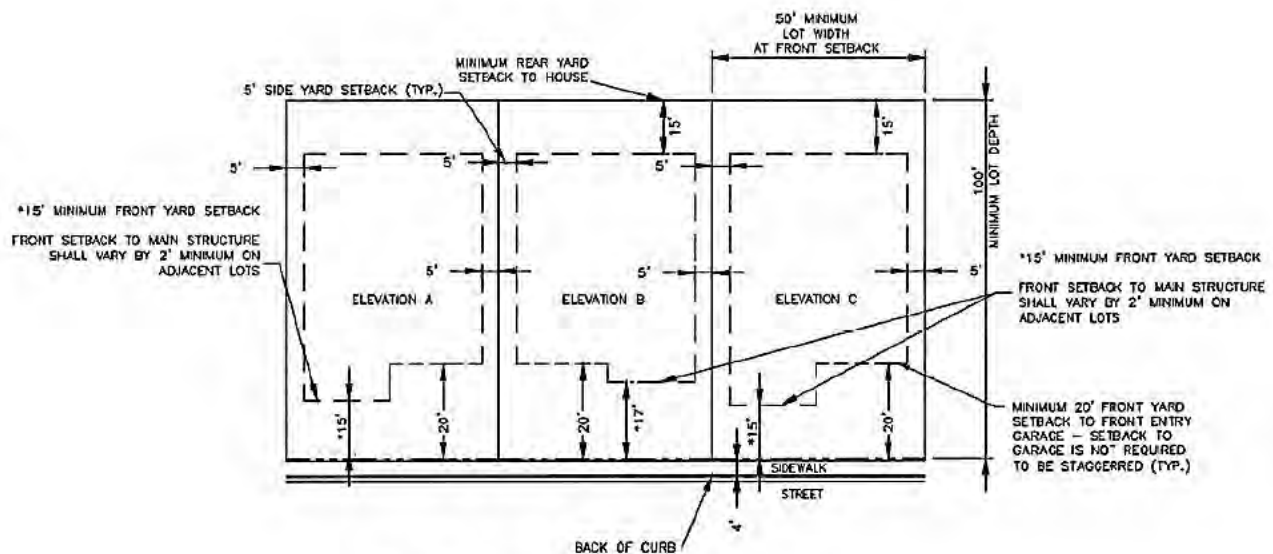 50' MINIMUM
LOT WIDTH
AT FRONT SETBACK
MINIMUM REAR YARD
SETBACK TO HOUSE
5' SIDE YARD SETBACK (TYP.)
15'
15'
5'
5'
5'
100'
MINIMUM LOT DEPTH
*15' MINIMUM FRONT YARD SETBACK
FRONT SETBACK TO MAIN STRUCTURE
SHALL VARY BY 2' MINIMUM ON
ADJACENT LOTS
5'
5'
5'
ELEVATION A
ELEVATION B
ELEVATION C
*15' MINIMUM FRONT YARD SETBACK
FRONT SETBACK TO MAIN STRUCTURE
SHALL VARY BY 2' MINIMUM ON
ADJACENT LOTS
*15'
20'
20'
*17'
*15'
20'
MINIMUM 20' FRONT YARD
SETBACK TO FRONT ENTRY
GARAGE – SETBACK TO
GARAGE IS NOT REQUIRED
TO BE STAGGERRED (TYP.)
SIDEWALK
STREET
4'
BACK OF CURB